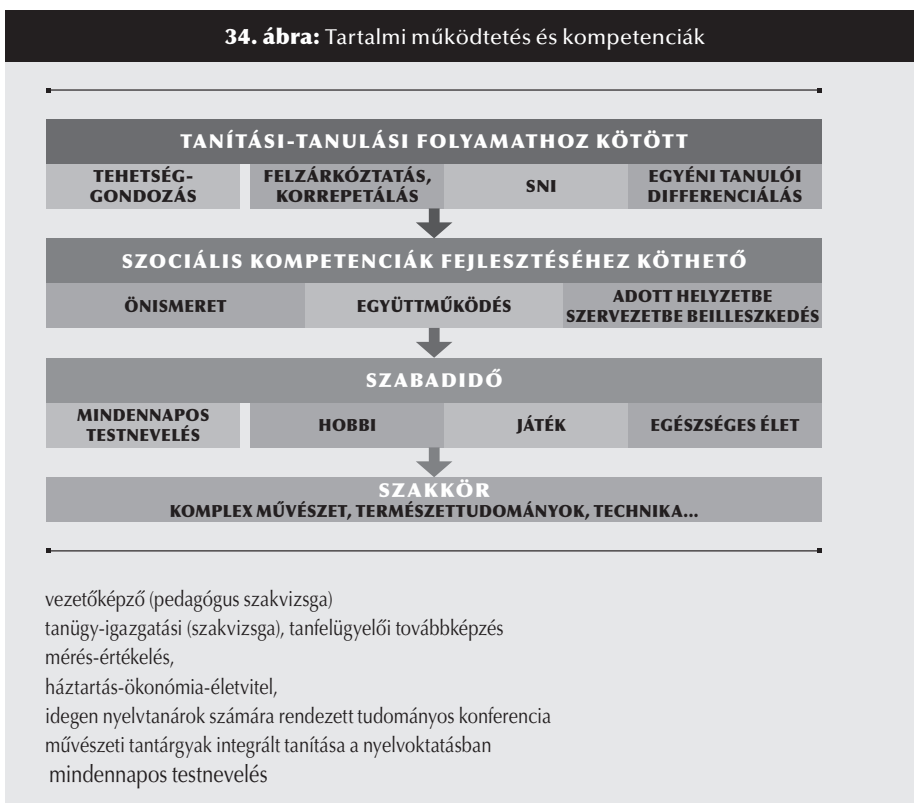 34. ábra: Tartalmi működtetés és kompetenciák
TANÍTÁSI-TANULÁSI FOLYAMATHOZ KÖTÖTT
TEHETSÉG-
GONDOZÁS
FELZÁRKÓZTATÁS,
KORREPETÁLÁS
SNI
EGYÉNI TANULÓI
DIFFERENCIÁLÁS
SZOCIÁLIS KOMPETENCIÁK FEJLESZTÉSÉHEZ KÖTHETŐ
ÖNISMERET
EGYÜTTMŰKÖDÉS
ADOTT HELYZETBE
SZERVEZETBE BEILLESZKEDÉS
SZABADIDŐ
MINDENNAPOS
TESTNEVELÉS
HOBBI
JÁTÉK
EGÉSZSÉGES ÉLET
SZAKKÖR
KOMPLEX MŰVÉSZET, TERMÉSZETTUDOMÁNYOK, TECHNIKA...
vezetőképző (pedagógus szakvizsga)
tanügy-igazgatási (szakvizsga), tanfelügyelői továbbképzés
mérés-értékelés,
háztartás-ökonómia-életvitel,
idegen nyelvtanárok számára rendezett tudományos konferencia
művészeti tantárgyak integrált tanítása a nyelvoktatásban
mindennapos testnevelés